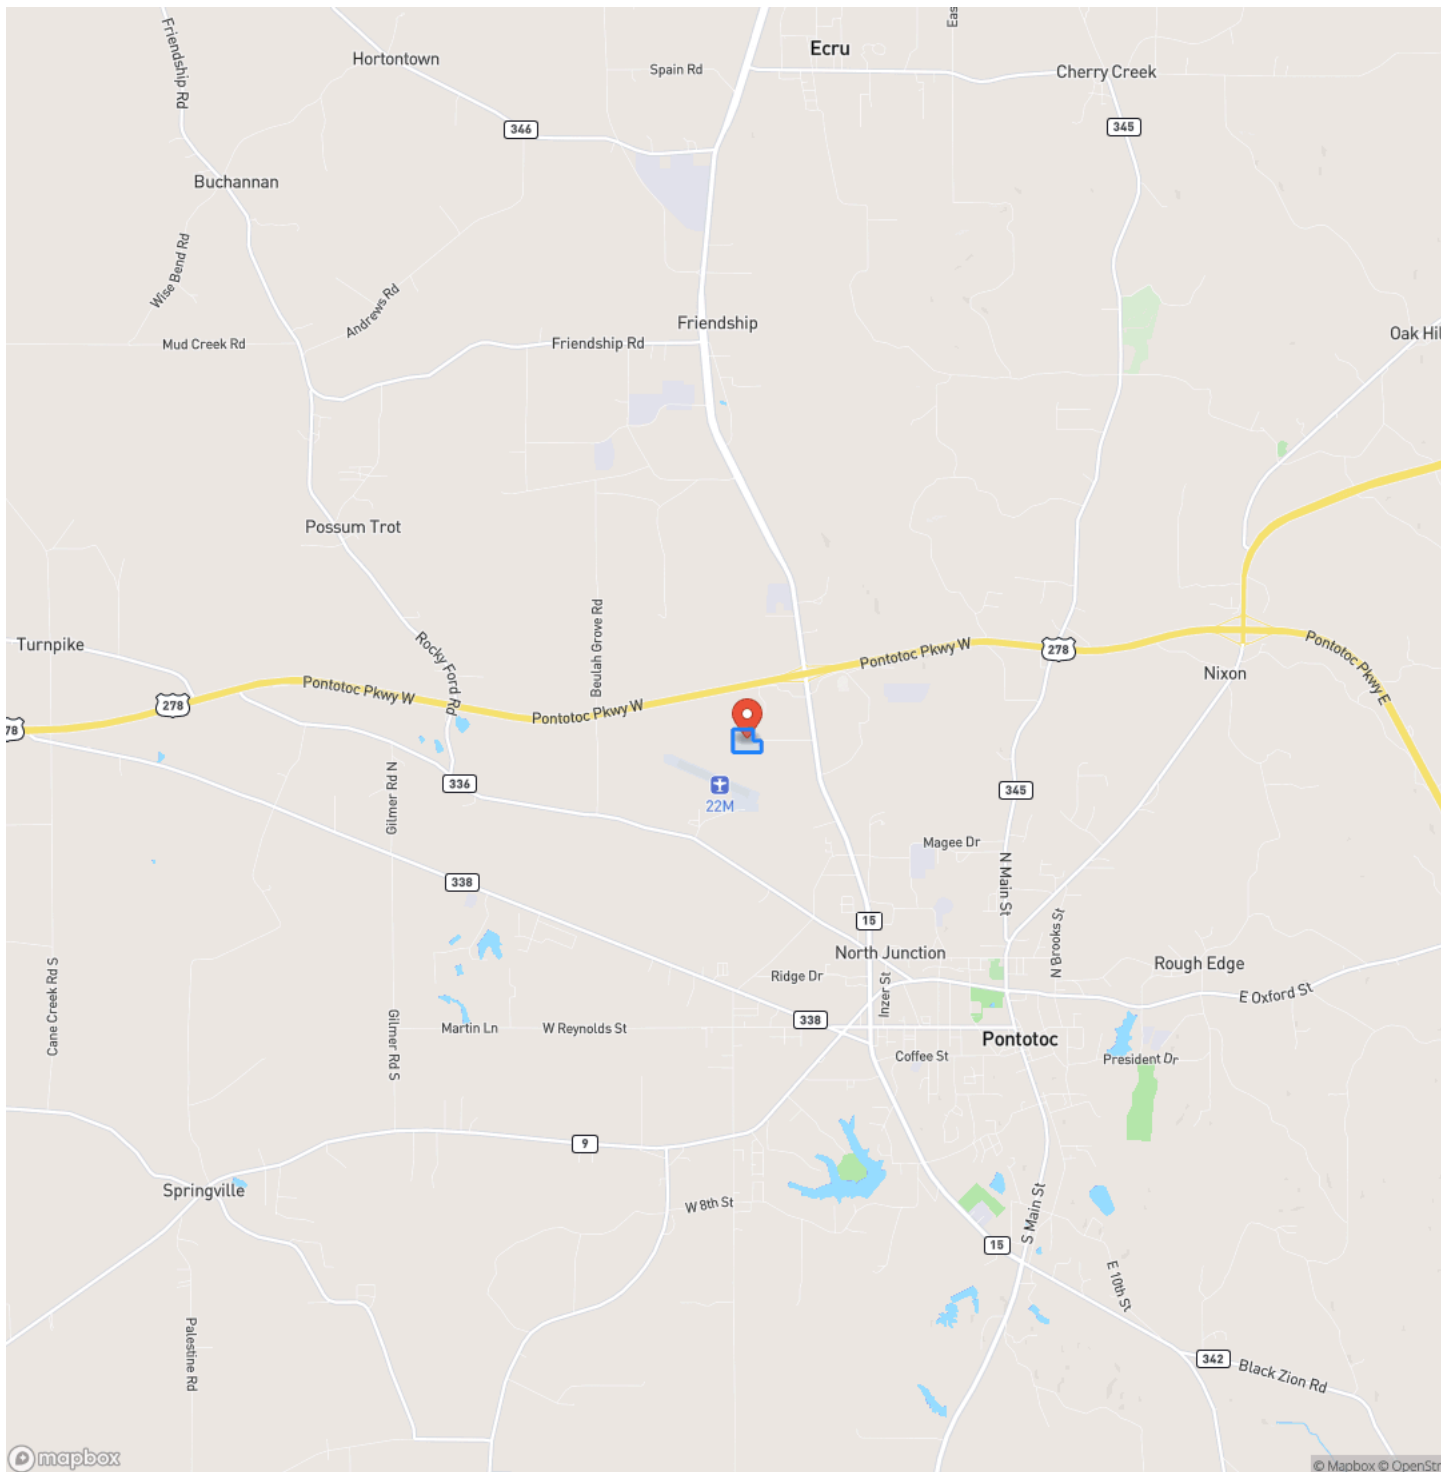 Ecru
Eas
Hortontown
Friendship Rd
Spain Rd
Cherry Creek
346
345
Buchannan
Wise Bend Rd
Andrews Rd
Friendship
Mud Creek Rd
Friendship Rd
Oak Hil
Possum Trot
Beulah Grove Rd
Turnpike
Rocky Ford Rd
Pontotoc Pkwy W
278
Pontotoc Pkwy E
Nixon
Pontotoc Pkwy W
278
Pontotoc Pkwy W
78
336
Gilmer Rd N
22M
345
Magee Dr
N Main St
338
15
N Brooks St
North Junction
Rough Edge
Cane Creek Rd S
Ridge Dr
Inzer St
E Oxford St
Gilmer Rd S
Martin Ln
W Reynolds St
338
Pontotoc
Coffee St
President Dr
9
Springville
W 8th St
S Main St
15
E 10th St
Palestine Rd
342
Black Zion Rd
mapbox
© Mapbox © OpenStr